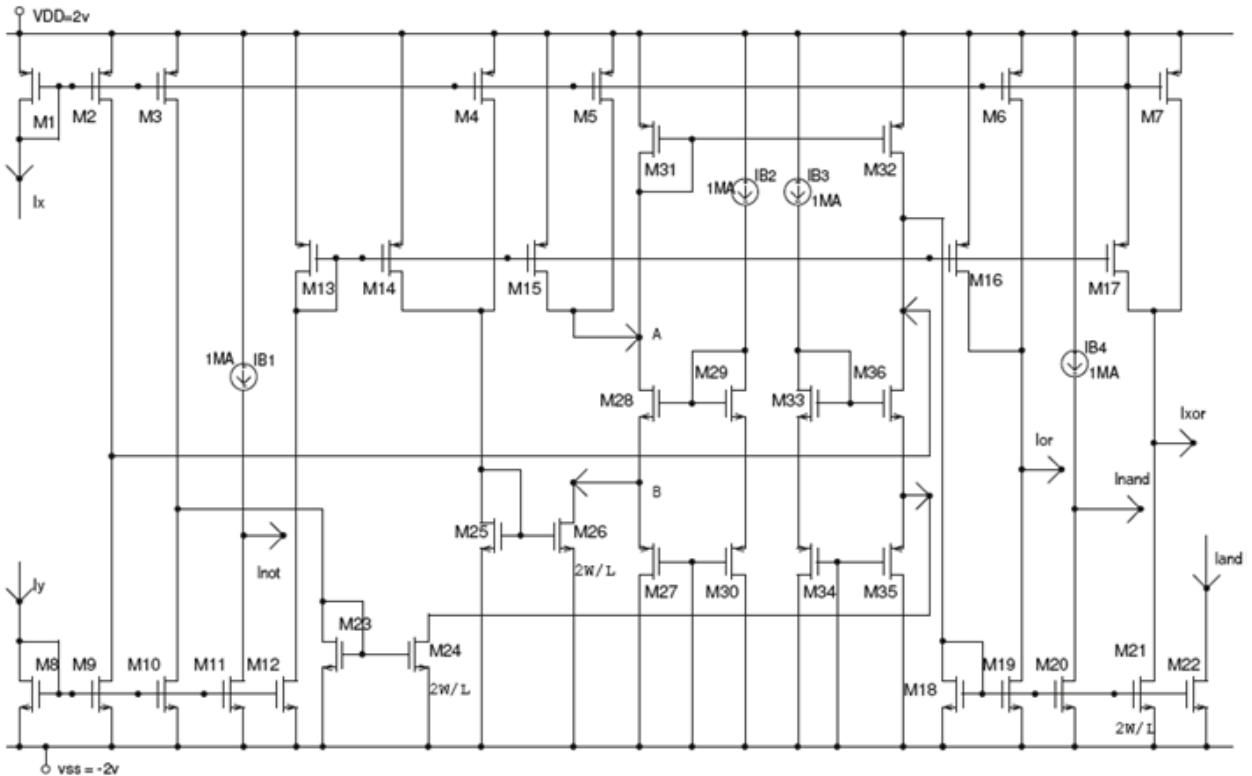 VDD=2v
M1
M2
M3
M4
M5
M6
M7
M31
M32
IB2
1MA
IB3
1MA
Ix
M13
M14
M15
M16
M17
1MA
IB1
A
IB4
1MA
M29
M36
M28
M33
Ixor
Ior
Inand
B
M25
M26
2W/L
M27
M30
M34
M35
Iand
Iy
Inot
M23
M24
2W/L
M8
M9
M10
M11
M12
M18
M19
M20
M21
M22
2W/L
vss = -2v